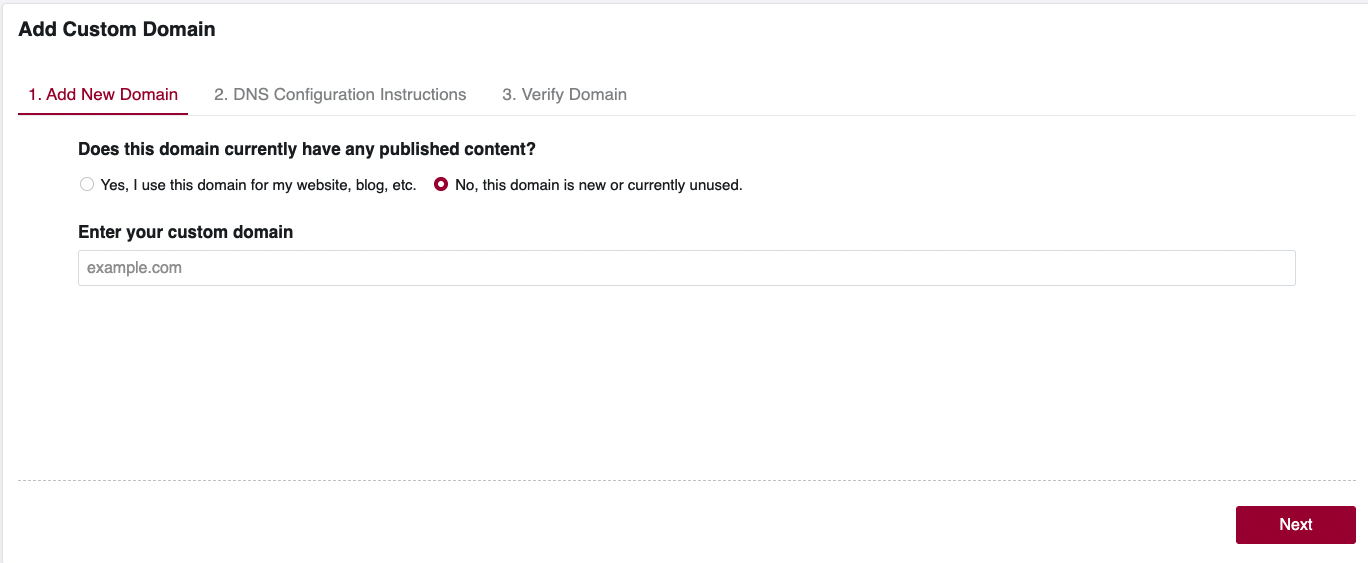 Add Custom Domain
1. Add New Domain 2. DNS Configuration Instructions 3. Verify Domain
Does this domain currently have any published content?
Yes, I use this domain for my website, blog, etc. No, this domain is new or currently unused.
Enter your custom domain
example.com
Next